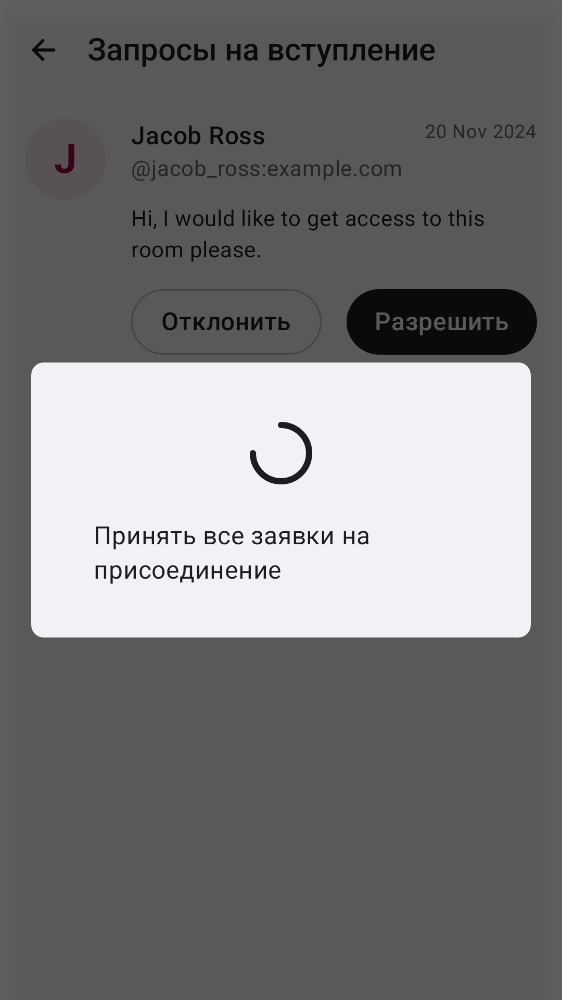 Запросы на вступление
J
Jacob Ross
20 Nov 2024
@jacob_ross:example.com
Hi, I would like to get access to this
room please.
Отклонить
Разрешить
Принять все заявки на
присоединение